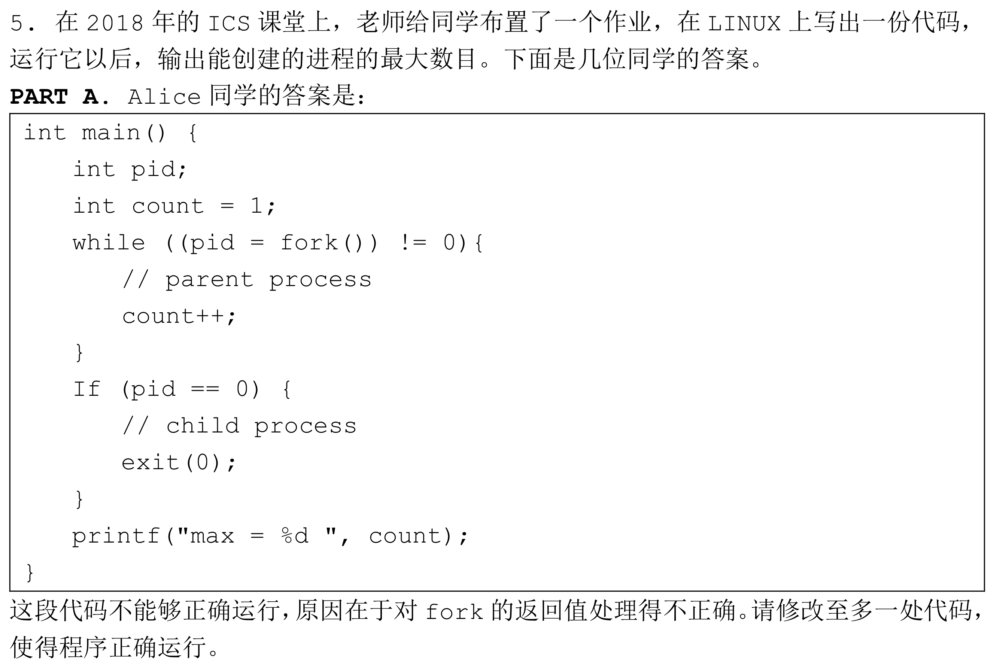 5. 在 2018 年的 ICS 课堂上，老师给同学布置了一个作业，在 LINUX 上写出一份代码，
运行它以后，输出能创建的进程的最大数目。下面是几位同学的答案。
PART A. Alice 同学的答案是：
int main() {
    int pid;
    int count = 1;
    while ((pid = fork()) != 0){
        // parent process
        count++;
    }
    If (pid == 0) {
        // child process
        exit(0);
    }
    printf("max = %d ", count);
}
这段代码不能够正确运行，原因在于对 fork 的返回值处理得不正确。请修改至多一处代码，
使得程序正确运行。